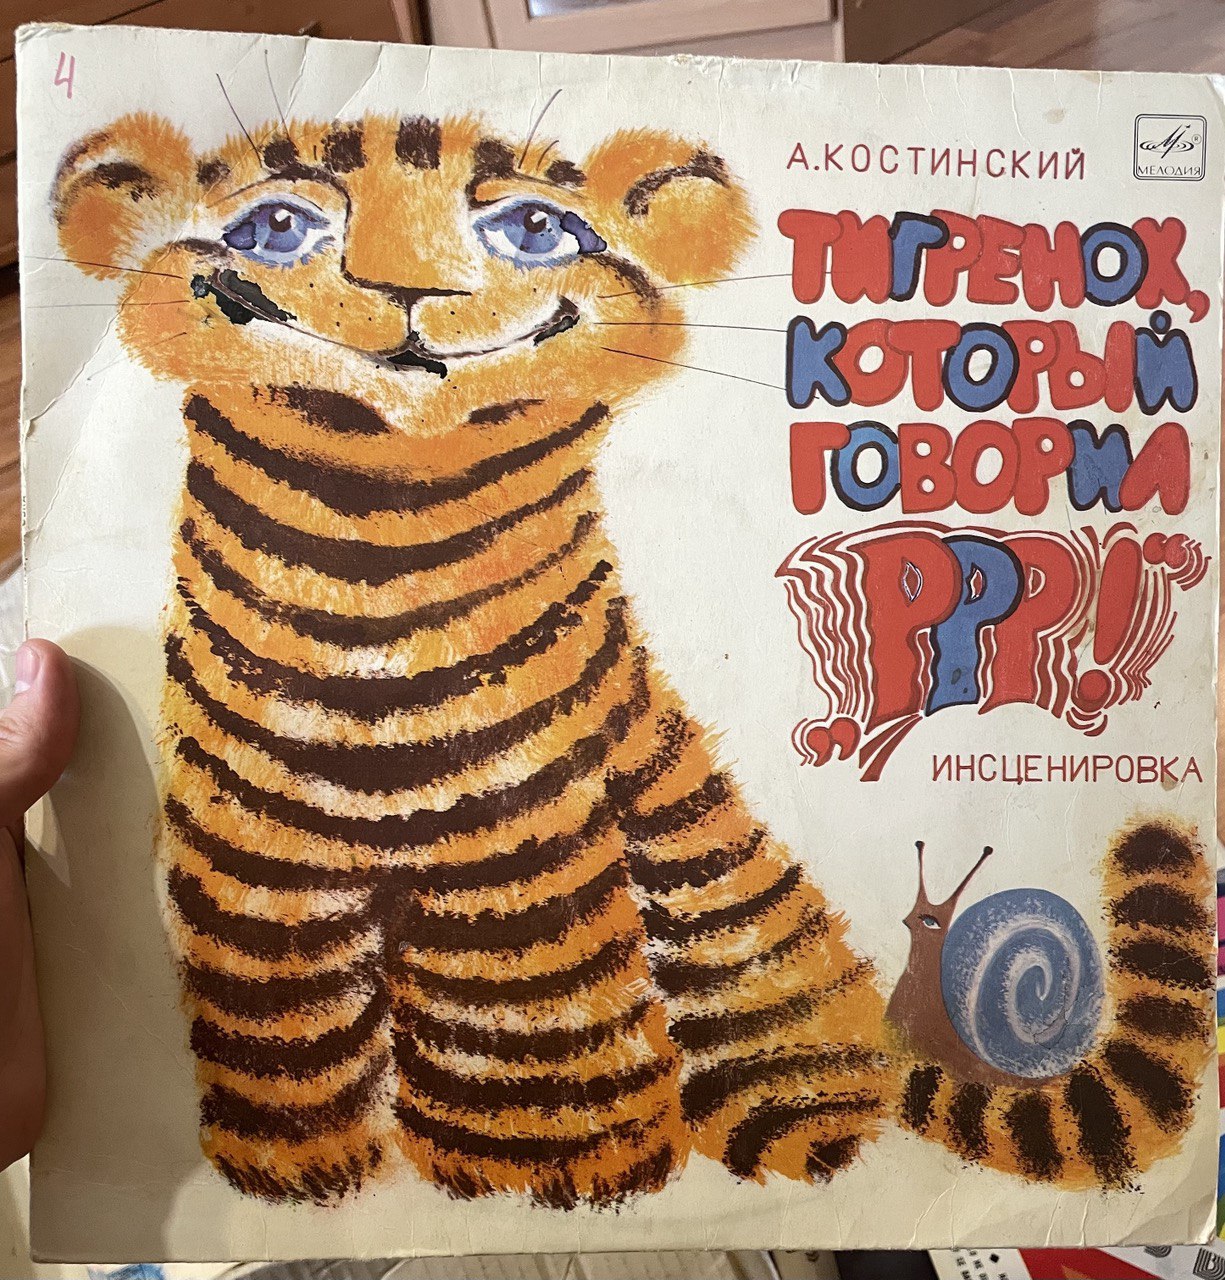 4
А.КОСТИНСКИЙ
МЕЛОДИЯ
ТИГРЕНОК,
КОТОРЫЙ
ГОВОРИЛ
„РРР!“
ИНСЦЕНИРОВКА